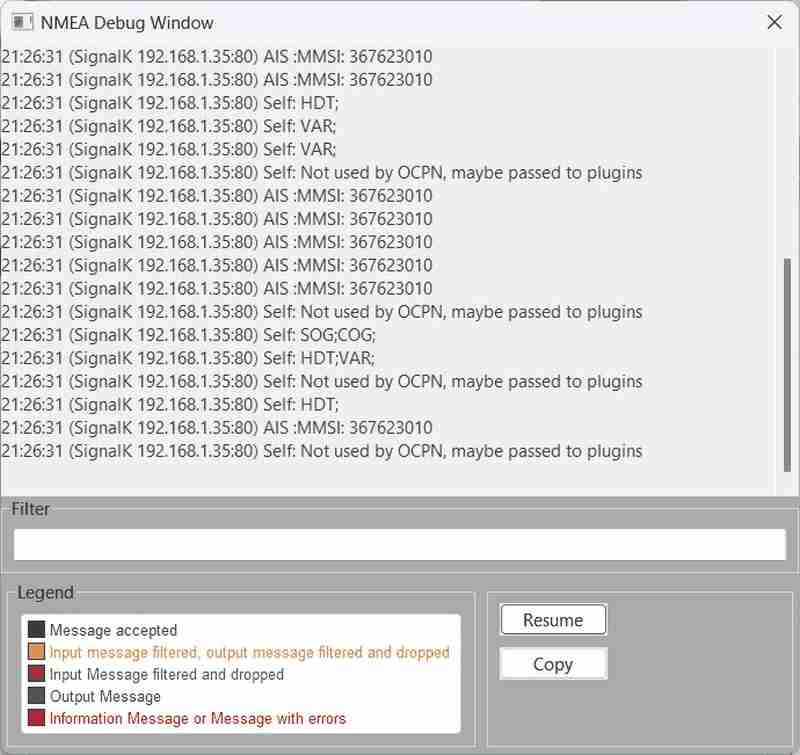 NMEA Debug Window
21:26:31 (SignalK 192.168.1.35:80) AIS :MMSI: 367623010
21:26:31 (SignalK 192.168.1.35:80) AIS :MMSI: 367623010
21:26:31 (SignalK 192.168.1.35:80) Self: HDT;
21:26:31 (SignalK 192.168.1.35:80) Self: VAR;
21:26:31 (SignalK 192.168.1.35:80) Self: VAR;
21:26:31 (SignalK 192.168.1.35:80) Self: Not used by OCPN, maybe passed to plugins
21:26:31 (SignalK 192.168.1.35:80) AIS :MMSI: 367623010
21:26:31 (SignalK 192.168.1.35:80) AIS :MMSI: 367623010
21:26:31 (SignalK 192.168.1.35:80) AIS :MMSI: 367623010
21:26:31 (SignalK 192.168.1.35:80) AIS :MMSI: 367623010
21:26:31 (SignalK 192.168.1.35:80) AIS :MMSI: 367623010
21:26:31 (SignalK 192.168.1.35:80) Self: Not used by OCPN, maybe passed to plugins
21:26:31 (SignalK 192.168.1.35:80) Self: SOG;COG;
21:26:31 (SignalK 192.168.1.35:80) Self: HDT;VAR;
21:26:31 (SignalK 192.168.1.35:80) Self: Not used by OCPN, maybe passed to plugins
21:26:31 (SignalK 192.168.1.35:80) Self: HDT;
21:26:31 (SignalK 192.168.1.35:80) AIS :MMSI: 367623010
21:26:31 (SignalK 192.168.1.35:80) Self: Not used by OCPN, maybe passed to plugins
Filter
Legend
Message accepted
Input message filtered, output message filtered and dropped
Input Message filtered and dropped
Output Message
Information Message or Message with errors
Resume
Copy